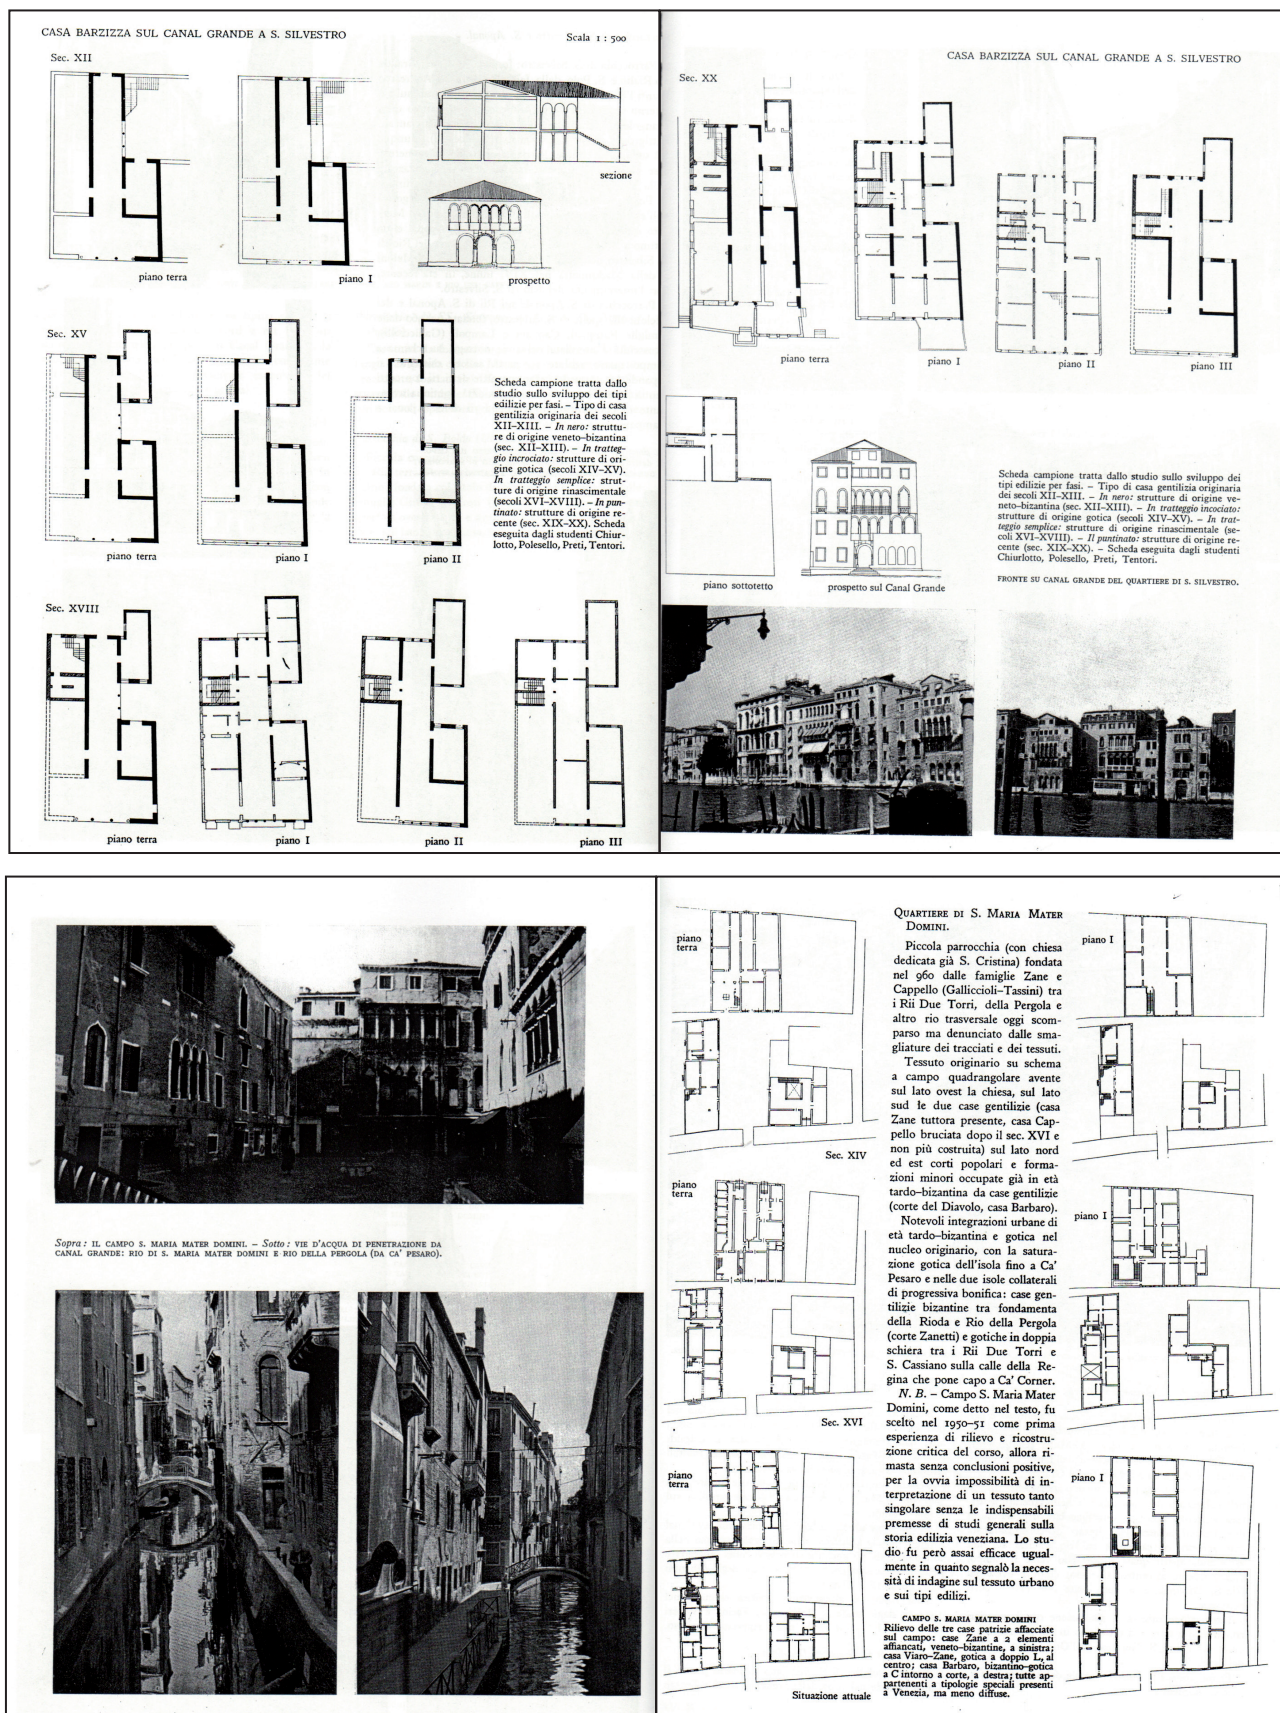 CASA BARZIZZA SUL CANAL GRANDE A S. SILVESTRO
Scala 1 : 500
Sec. XII
sezione
piano terra
piano I
prospetto
Sec. XV
Scheda campione tratta dallo
studio sullo sviluppo dei tipi
edilizie per fasi. – Tipo di casa
gentilizia originaria dei secoli
XII–XIII. – In nero: struttu-
re di origine veneto–bizantina
(sec. XII–XIII). – In tratteg-
gio incrociato: strutture di ori-
gine gotica (secoli XIV–XV).
In tratteggio semplice: strut-
ture di origine rinascimentale
(secoli XVI–XVIII). – In pun-
tinato: strutture di origine re-
cente (sec. XIX–XX). Scheda
eseguita dagli studenti Chiur-
lotto, Polesello, Preti, Tentori.
piano terra
piano I
piano II
Sec. XVIII
piano terra
piano I
piano II
piano III
CASA BARZIZZA SUL CANAL GRANDE A S. SILVESTRO
Sec. XX
piano terra
piano I
piano II
piano III
Scheda campione tratta dallo studio sullo sviluppo dei
tipi edilizie per fasi. – Tipo di casa gentilizia originaria
dei secoli XII–XIII. – In nero: strutture di origine ve-
neto–bizantina (sec. XII–XIII). – In tratteggio incociato:
strutture di origine gotica (secoli XIV–XV). – In trat-
teggio semplice: strutture di origine rinascimentale (se-
coli XVI–XVIII). – Il puntinato: strutture di origine re-
cente (sec. XIX–XX). – Scheda eseguita dagli studenti
Chiurlotto, Polesello, Preti, Tentori.
FRONTE SU CANAL GRANDE DEL QUARTIERE DI S. SILVESTRO.
piano sottotetto
prospetto sul Canal Grande
Sopra: IL CAMPO S. MARIA MATER DOMINI. – Sotto: VIE D'ACQUA DI PENETRAZIONE DA
CANAL GRANDE: RIO DI S. MARIA MATER DOMINI E RIO DELLA PERGOLA (DA CA' PESARO).
piano
terra
Sec. XIV
piano
terra
Sec. XVI
piano
terra
Situazione attuale
QUARTIERE DI S. MARIA MATER
DOMINI.
Piccola parrocchia (con chiesa
dedicata già S. Cristina) fondata
nel 960 dalle famiglie Zane e
Cappello (Galliccioli–Tassini) tra
i Rii Due Torri, della Pergola e
altro rio trasversale oggi scom-
parso ma denunciato dalle sma-
gliature dei tracciati e dei tessuti.
Tessuto originario su schema
a campo quadrangolare avente
sul lato ovest la chiesa, sul lato
sud le due case gentilizie (casa
Zane tuttora presente, casa Cap-
pello bruciata dopo il sec. XVI e
non più costruita) sul lato nord
ed est corti popolari e forma-
zioni minori occupate già in età
tardo–bizantina da case gentilizie
(corte del Diavolo, casa Barbaro).
Notevoli integrazioni urbane di
età tardo–bizantina e gotica nel
nucleo originario, con la satura-
zione gotica dell'isola fino a Ca'
Pesaro e nelle due isole collaterali
di progressiva bonifica: case gen-
tilizie bizantine tra fondamenta
della Rioda e Rio della Pergola
(corte Zanetti) e gotiche in doppia
schiera tra i Rii Due Torri e
S. Cassiano sulla calle della Re-
gina che pone capo a Ca' Corner.
N. B. – Campo S. Maria Mater
Domini, come detto nel testo, fu
scelto nel 1950–51 come prima
esperienza di rilievo e ricostru-
zione critica del corso, allora ri-
masta senza conclusioni positive,
per la ovvia impossibilità di in-
terpretazione di un tessuto tanto
singolare senza le indispensabili
premesse di studi generali sulla
storia edilizia veneziana. Lo stu-
dio fu però assai efficace ugual-
mente in quanto segnalò la neces-
sità di indagine sul tessuto urbano
e sui tipi edilizi.
CAMPO S. MARIA MATER DOMINI
Rilievo delle tre case patrizie affacciate
sul campo: case Zane a 2 elementi
affiancati, veneto–bizantine, a sinistra;
casa Viaro–Zane, gotica a doppio L, al
centro; casa Barbaro, bizantino–gotica
a C intorno a corte, a destra; tutte ap-
partenenti a tipologie speciali presenti
a Venezia, ma meno diffuse.
piano I
piano I
piano I